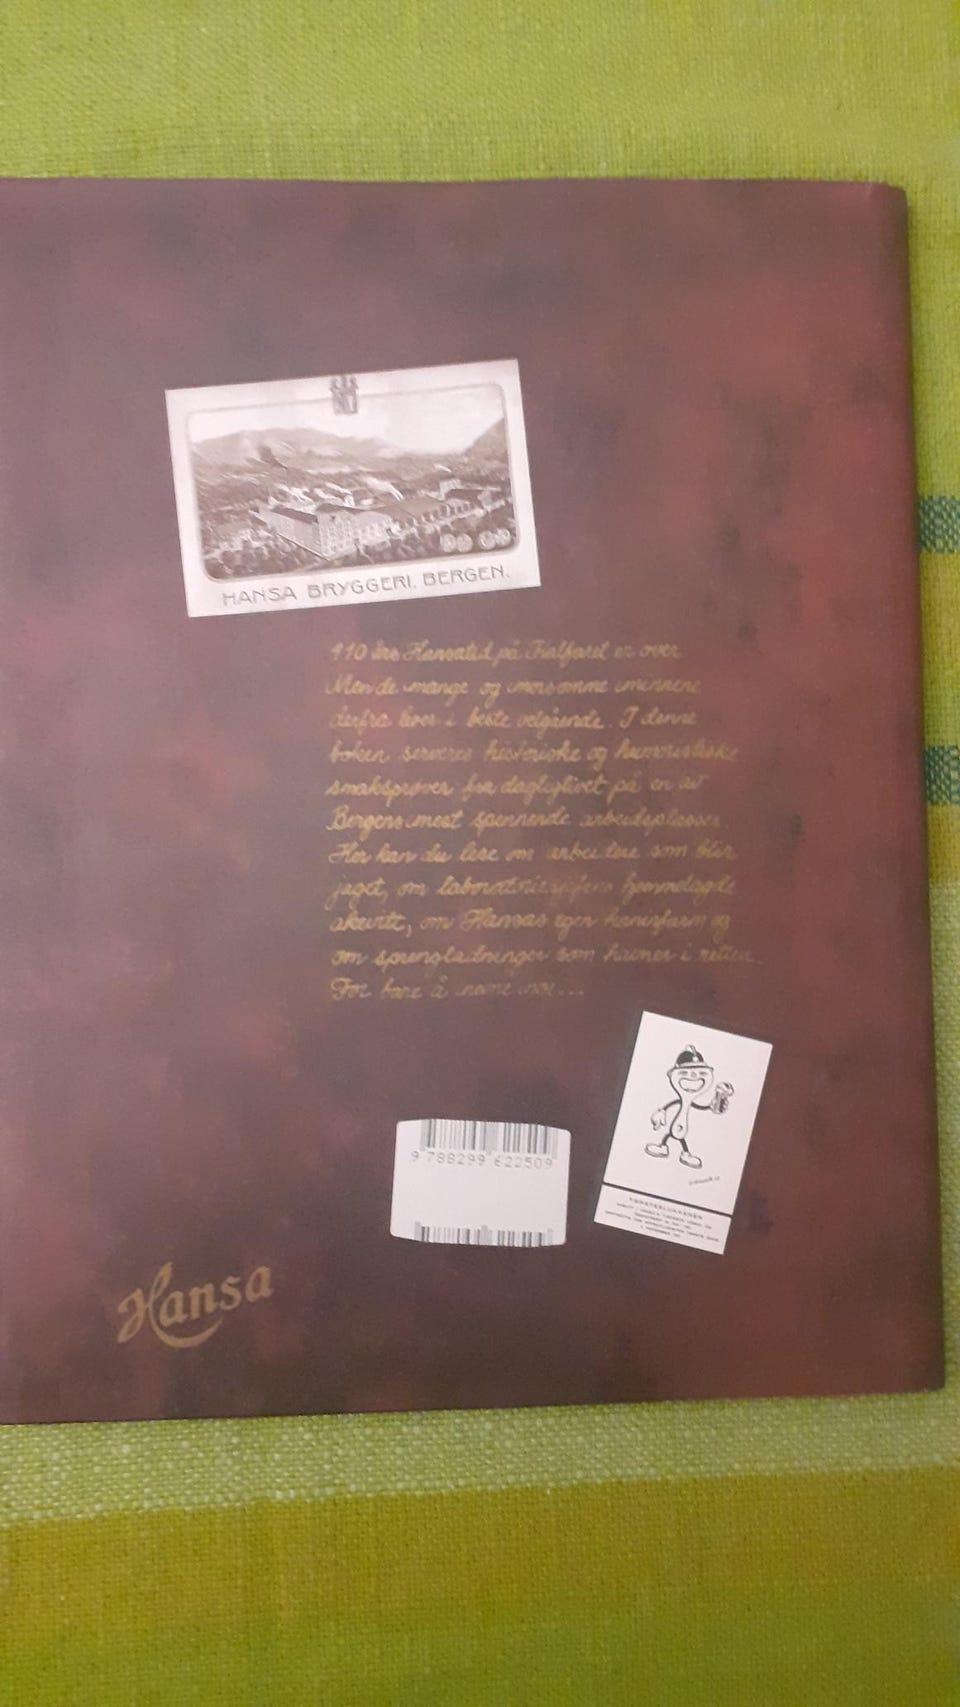 HANSA BRYGGERI. BERGEN.
110 års Hansatid på Kalfaret er over
Men de mange og morsomme minnene
derfra lever i beste velgående. I denne
boken serveres historiske og humoristiske
smaksprøver fra dagliglivet på en av
Bergens mest spennende arbeidsplasser.
Her kan du lese om arbeidere som blir
jaget, om laboratoriesjefens hjemmelagde
akevitt, om Hansas egen hønsefarm og
om sprengladninger som havner i retten.
For bare å nevne noe...
9 788299 622509
Hansa